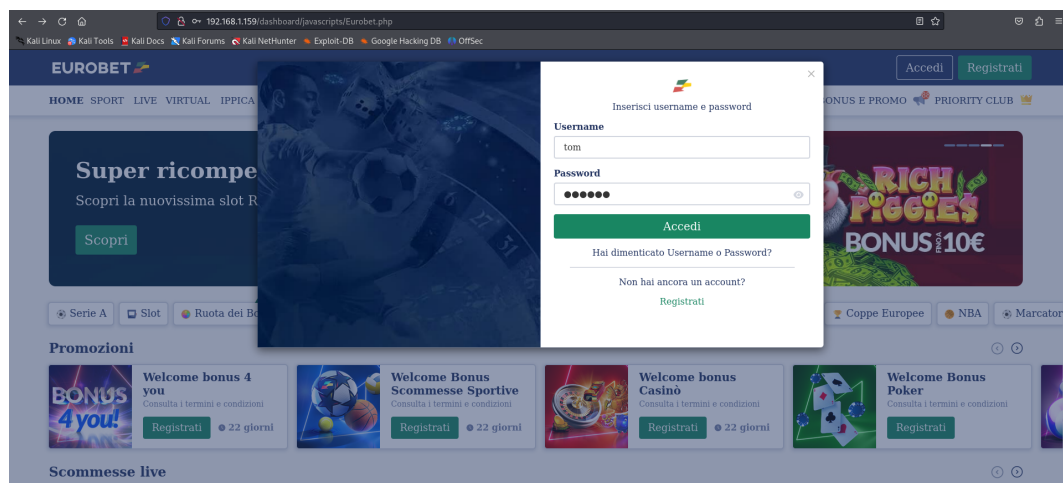 192.168.1.159/dashboard/javascripts/Eurobet.php
Kali Linux Kali Tools Kali Docs Kali Forums Kali NetHunter Exploit-DB Google Hacking DB OffSec
EUROBET
Accedi Registrati
HOME SPORT LIVE VIRTUAL IPPICA
BONUS E PROMO PRIORITY CLUB
Inserisci username e password
Username
tom
Password
Accedi
Hai dimenticato Username o Password?
Non hai ancora un account?
Registrati
Super ricompe
Scopri la nuovissima slot R
Scopri
RICH
PIGGIES
BONUS FINO A 10€
Serie A Slot Ruota dei Bo
Coppe Europee NBA Marcator
Promozioni
BONUS
4 you!
Welcome bonus 4
you
Consulta i termini e condizioni
Registrati 22 giorni
Welcome Bonus
Scommesse Sportive
Consulta i termini e condizioni
Registrati 22 giorni
Welcome bonus
Casinò
Consulta i termini e condizioni
Registrati 22 giorni
Welcome Bonus
Poker
Consulta i termini e condizioni
Registrati
Scommesse live